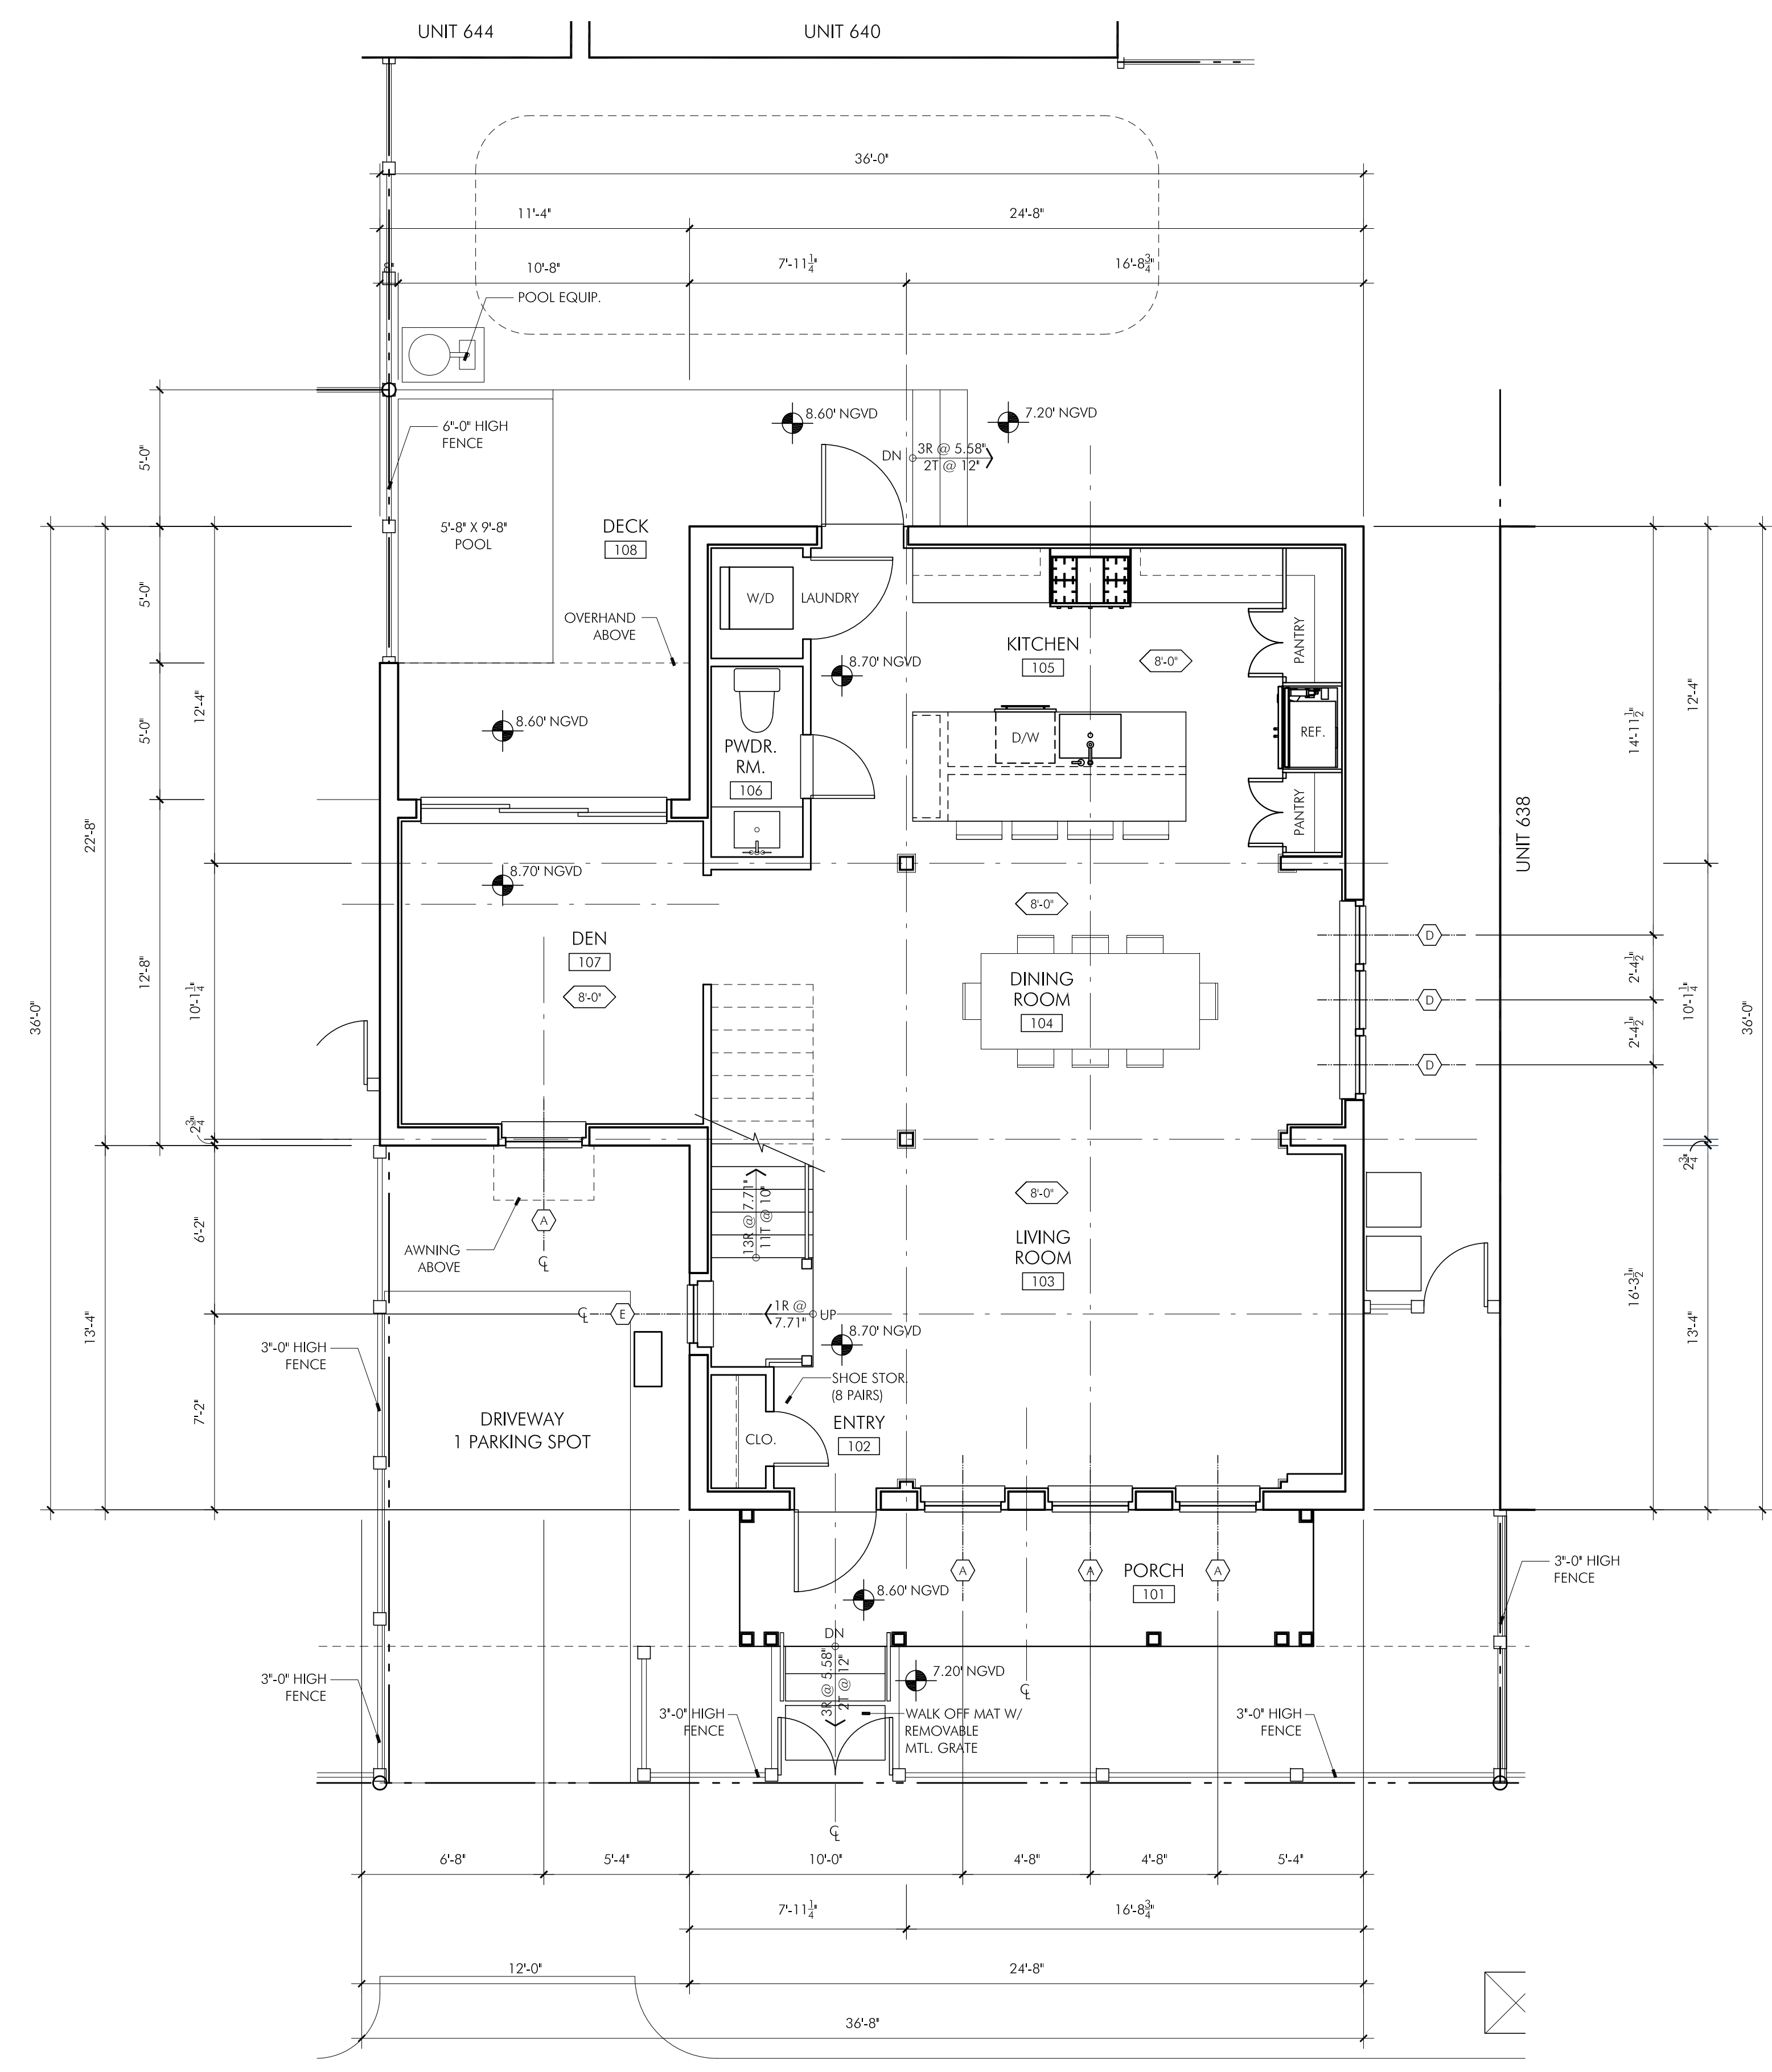 UNIT 644
UNIT 640
36'-0"
11'-4"
24'-8"
8"
10'-8"
7'-11 1/4"
16'-8 3/4"
POOL EQUIP.
8.60' NGVD
7.20' NGVD
6"-0" HIGH
FENCE
DN
3R @ 5.58"
2T @ 12"
5'-0"
5'-8" X 9'-8"
POOL
DECK
108
5'-0"
W/D
LAUNDRY
OVERHAND
ABOVE
KITCHEN
105
8'-0"
PANTRY
8.70' NGVD
12'-4"
5'-0"
8.60' NGVD
PWDR.
RM.
106
D/W
REF.
PANTRY
14'-11 1/2"
12'-4"
22'-8"
UNIT 638
8.70' NGVD
8'-0"
DEN
107
8'-0"
DINING
ROOM
104
D
D
D
2'-4 1/2"
2'-4 1/2"
10'-1 1/4"
36'-0"
36'-0"
12'-8"
10'-1 1/4"
2 3/4"
2 3/4"
6'-2"
A
AWNING
ABOVE
CL
13R @ 7.71"
11T @ 10"
8'-0"
LIVING
ROOM
103
16'-3 1/2"
13'-4"
13'-4"
CL
E
1R @
7.71"
UP
8.70' NGVD
3"-0" HIGH
FENCE
SHOE STOR.
(8 PAIRS)
7'-2"
DRIVEWAY
1 PARKING SPOT
CLO.
ENTRY
102
A
A
A
PORCH
101
3"-0" HIGH
FENCE
8.60' NGVD
DN
3R @ 5.58"
2T @ 12"
7.20' NGVD
CL
3"-0" HIGH
FENCE
3"-0" HIGH
FENCE
WALK OFF MAT W/
REMOVABLE
MTL. GRATE
3"-0" HIGH
FENCE
CL
6'-8"
5'-4"
10'-0"
4'-8"
4'-8"
5'-4"
7'-11 1/4"
16'-8 3/4"
12'-0"
24'-8"
36'-8"